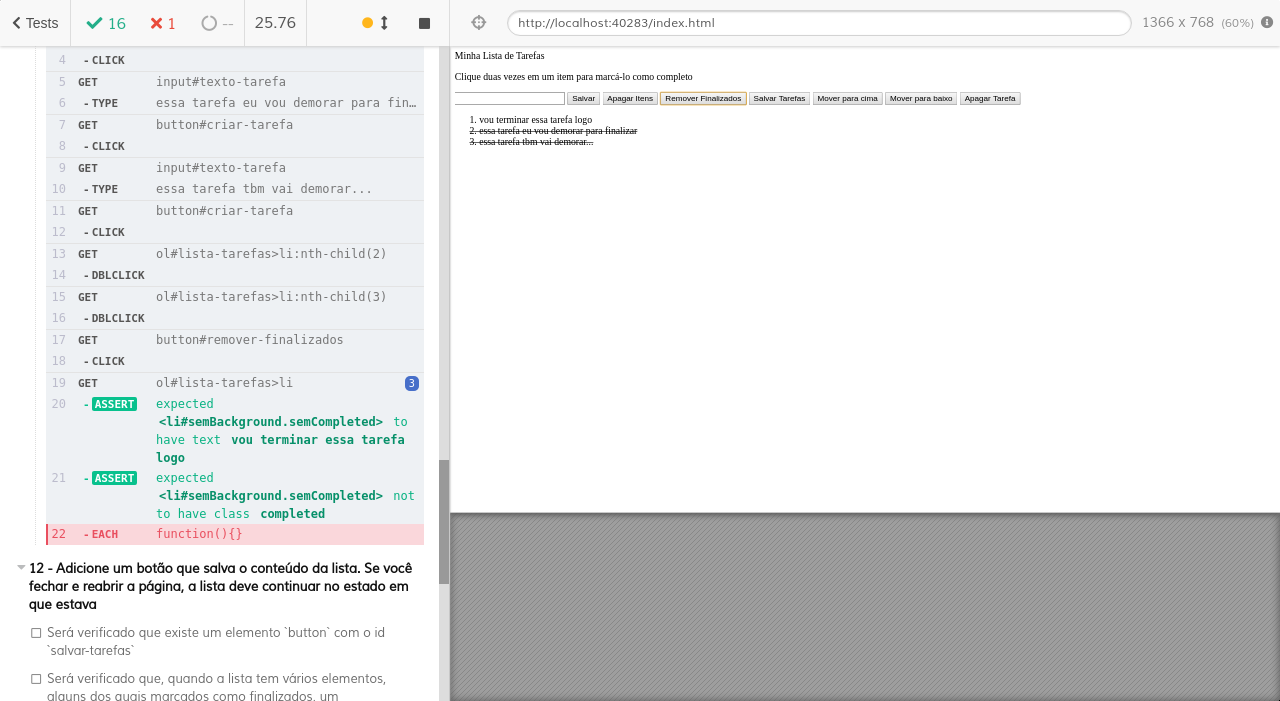 Tests 16 1 -- 25.76 http://localhost:40283/index.html 1366 x 768 (60%)
4 - CLICK
5 GET input#texto-tarefa
6 - TYPE essa tarefa eu vou demorar para fin…
7 GET button#criar-tarefa
8 - CLICK
9 GET input#texto-tarefa
10 - TYPE essa tarefa tbm vai demorar...
11 GET button#criar-tarefa
12 - CLICK
13 GET ol#lista-tarefas>li:nth-child(2)
14 - DBLCLICK
15 GET ol#lista-tarefas>li:nth-child(3)
16 - DBLCLICK
17 GET button#remover-finalizados
18 - CLICK
19 GET ol#lista-tarefas>li 3
20 - ASSERT expected
<li#semBackground.semCompleted> to
have text vou terminar essa tarefa
logo
21 - ASSERT expected
<li#semBackground.semCompleted> not
to have class completed
22 - EACH function(){}
12 - Adicione um botão que salva o conteúdo da lista. Se você
fechar e reabrir a página, a lista deve continuar no estado em
que estava
Será verificado que existe um elemento `button` com o id
`salvar-tarefas`
Será verificado que, quando a lista tem vários elementos,
alguns dos quais marcados como finalizados, um
Minha Lista de Tarefas
Clique duas vezes em um item para marcá-lo como completo
Salvar Apagar Itens Remover Finalizados Salvar Tarefas Mover para cima Mover para baixo Apagar Tarefa
1. vou terminar essa tarefa logo
2. essa tarefa eu vou demorar para finalizar
3. essa tarefa tbm vai demorar...